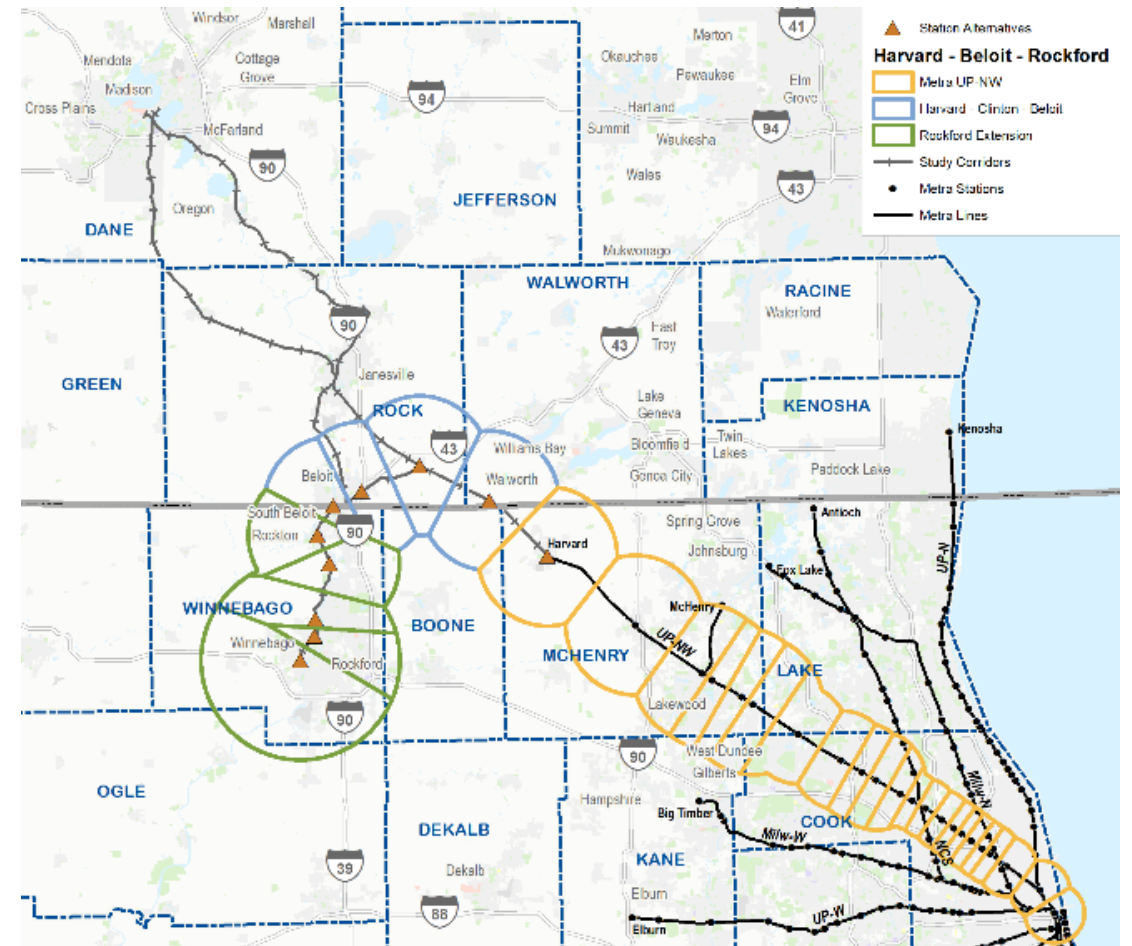 Windsor
Marshall
Mendota
Cottage
Grove
Madison
Cross Plains
McFarland
Oregon
DANE
94
90
JEFFERSON
Okauchee
Merton
Pewaukee
Hartland
Summit
Waukesha
Wales
Mukwonago
Elm
Grove
41
94
43
Station Alternatives
Harvard - Beloit - Rockford
Metra UP-NW
Harvard - Clinton - Beloit
Rockford Extension
Study Corridors
Metra Stations
Metra Lines
WALWORTH
RACINE
Waterford
East
Troy
43
90
Janesville
GREEN
ROCK
KENOSHA
Lake
Geneva
Kenosha
Williams Bay
Bloomfield
Twin
Lakes
Genoa City
Paddock Lake
43
Beloit
Walworth
South Beloit
Rockton
90
Harvard
Spring Grove
Johnsburg
Antioch
Fox Lake
UP-N
WINNEBAGO
Winnebago
Rockford
BOONE
McHenry
UP-NW
MCHENRY
LAKE
Lakewood
90
90
West Dundee
Gilberts
OGLE
Hampshire
Big Timber
COOK
Milw-N
Milw-W
NCS
DEKALB
Dekalb
KANE
39
88
Elburn
Elburn
UP-W